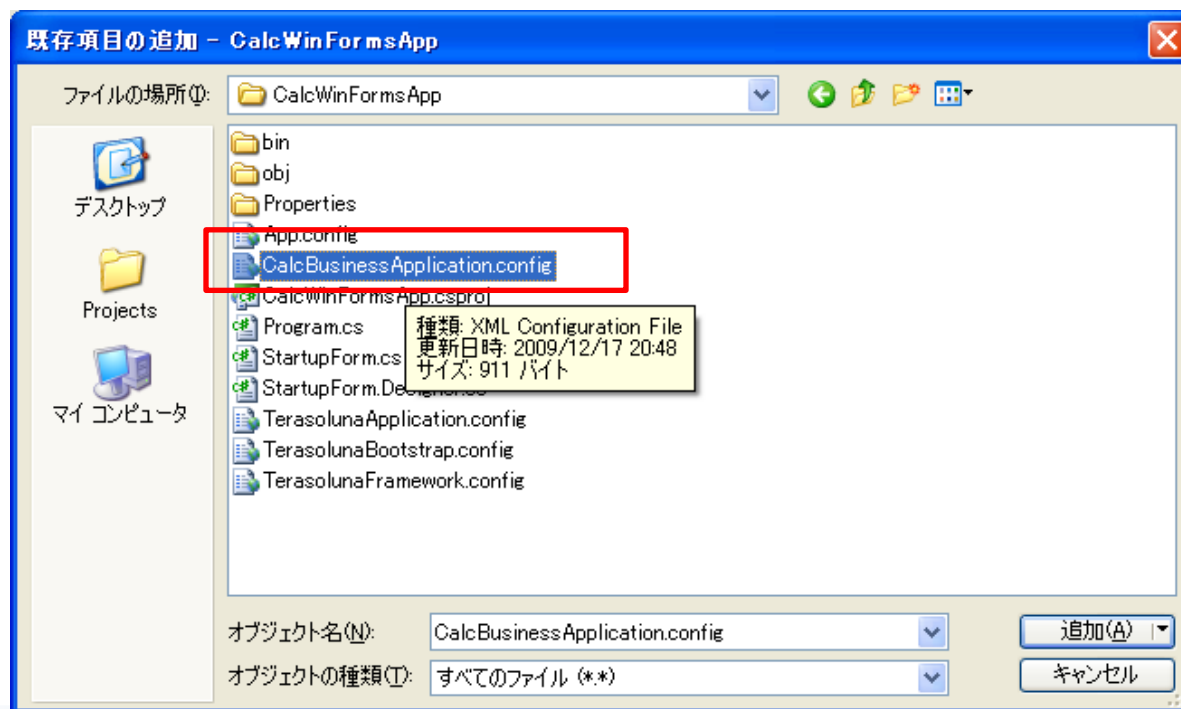 既存項目の追加 - CalcWinFormsApp
ファイルの場所(I):
CalcWinFormsApp
デスクトップ
Projects
マイ コンピュータ
bin
obj
Properties
App.config
CalcBusinessApplication.config
CalcWinFormsApp.csproj
Program.cs
StartupForm.cs
StartupForm.Designer.cs
TerasolunaApplication.config
TerasolunaBootstrap.config
TerasolunaFramework.config
種類: XML Configuration File
更新日時: 2009/12/17 20:48
サイズ: 911 バイト
オブジェクト名(N):
CalcBusinessApplication.config
追加(A)
オブジェクトの種類(T):
すべてのファイル (*.*)
キャンセル